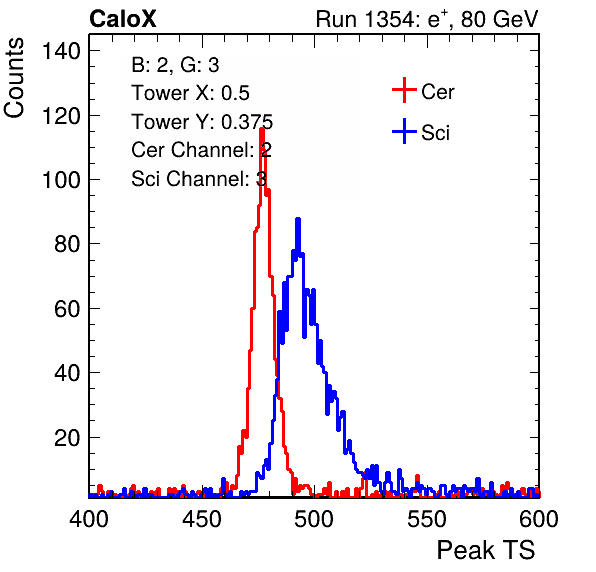 CaloX Run 1354: e⁺, 80 GeV
Counts
B: 2, G: 3
Tower X: 0.5
Tower Y: 0.375
Cer Channel: 2
Sci Channel: 3
Cer
Sci
140
120
100
80
60
40
20
400 450 500 550 600
Peak TS